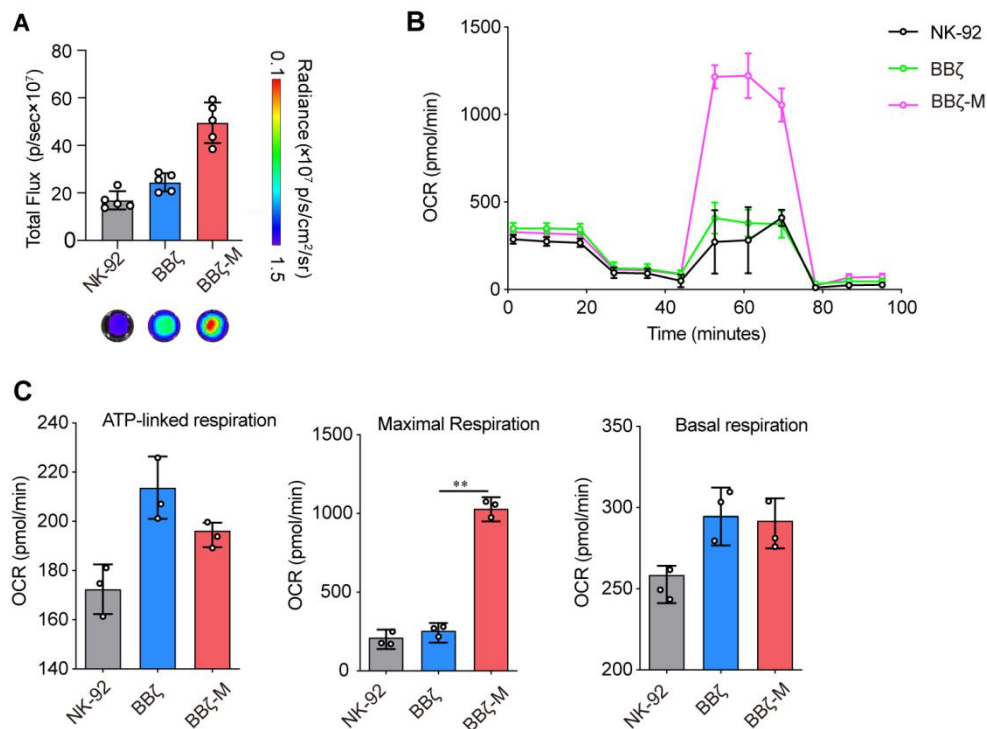 A
Total Flux (p/sec×10⁷)
80
60
40
20
0
NK-92
BBζ
BBζ-M
0.1
Radiance (×10⁷ p/s/cm²/sr)
1.5
B
OCR (pmol/min)
1500
1000
500
0
0
20
40
60
80
100
Time (minutes)
NK-92
BBζ
BBζ-M
C
ATP-linked respiration
OCR (pmol/min)
240
220
200
180
160
140
NK-92
BBζ
BBζ-M
Maximal Respiration
OCR (pmol/min)
1500
1000
500
0
**
NK-92
BBζ
BBζ-M
Basal respiration
OCR (pmol/min)
350
300
250
200
NK-92
BBζ
BBζ-M